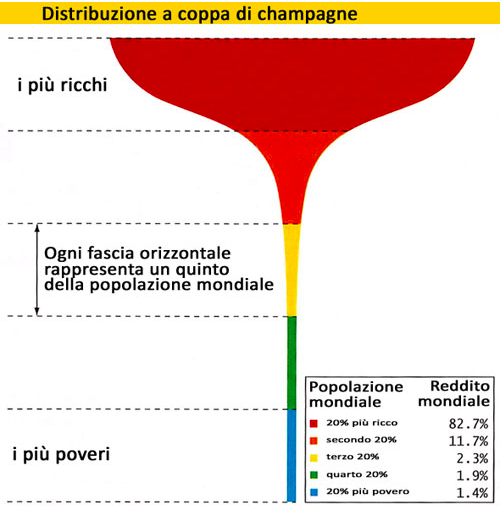 Distribuzione a coppa di champagne
i più ricchi
Ogni fascia orizzontale
rappresenta un quinto
della popolazione mondiale
i più poveri
Popolazione mondiale Reddito mondiale
20% più ricco 82.7%
secondo 20% 11.7%
terzo 20% 2.3%
quarto 20% 1.9%
20% più povero 1.4%